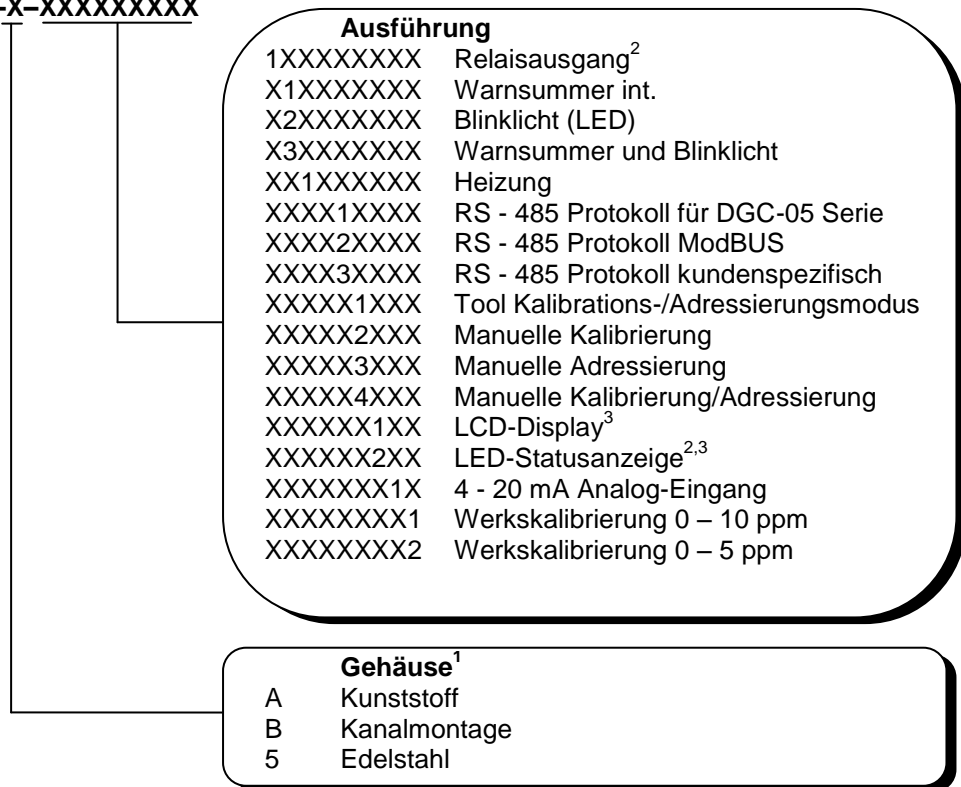 -X–XXXXXXXXX
Ausführung
1XXXXXXXX Relaisausgang²
X1XXXXXXX Warnsummer int.
X2XXXXXXX Blinklicht (LED)
X3XXXXXXX Warnsummer und Blinklicht
XX1XXXXXX Heizung
XXXX1XXXX RS - 485 Protokoll für DGC-05 Serie
XXXX2XXXX RS - 485 Protokoll ModBUS
XXXX3XXXX RS - 485 Protokoll kundenspezifisch
XXXXX1XXX Tool Kalibrations-/Adressierungsmodus
XXXXX2XXX Manuelle Kalibrierung
XXXXX3XXX Manuelle Adressierung
XXXXX4XXX Manuelle Kalibrierung/Adressierung
XXXXXX1XX LCD-Display³
XXXXXX2XX LED-Statusanzeige²,³
XXXXXXX1X 4 - 20 mA Analog-Eingang
XXXXXXXX1 Werkskalibrierung 0 – 10 ppm
XXXXXXXX2 Werkskalibrierung 0 – 5 ppm
Gehäuse¹
A Kunststoff
B Kanalmontage
5 Edelstahl